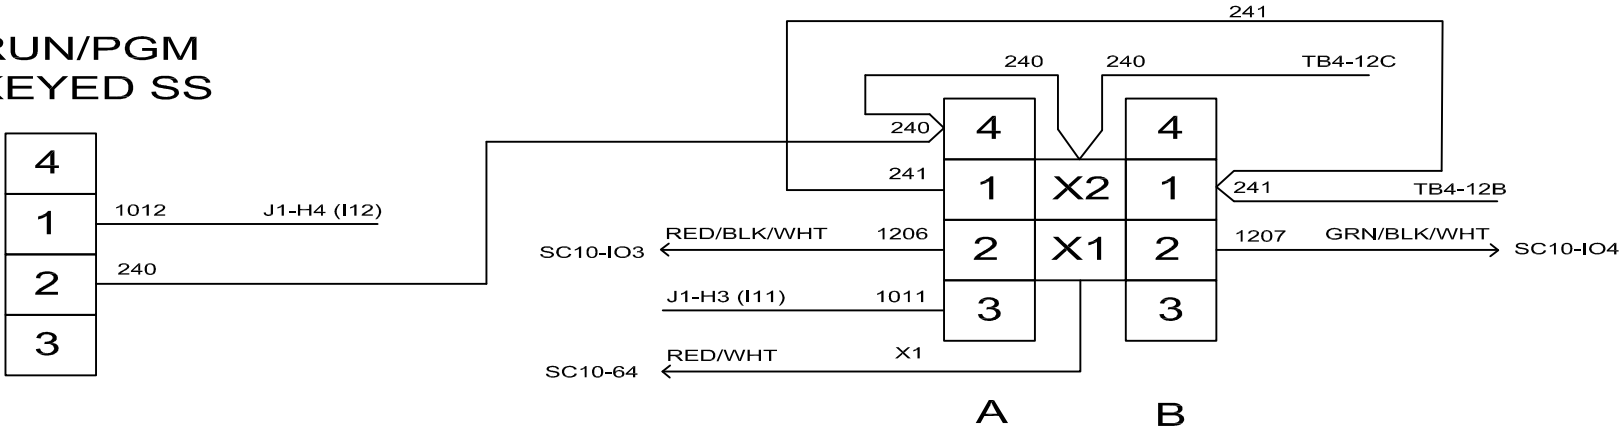 241
RUN/PGM
KEYED SS
240 240 TB4-12C
240
4 4
4
241 1 X2 1 241 TB4-12B
1 1012 J1-H4 (I12)
SC10-IO3 RED/BLK/WHT 1206 2 X1 2 1207 GRN/BLK/WHT SC10-IO4
2 240
J1-H3 (I11) 1011 3 3
3
SC10-64 RED/WHT X1
A B